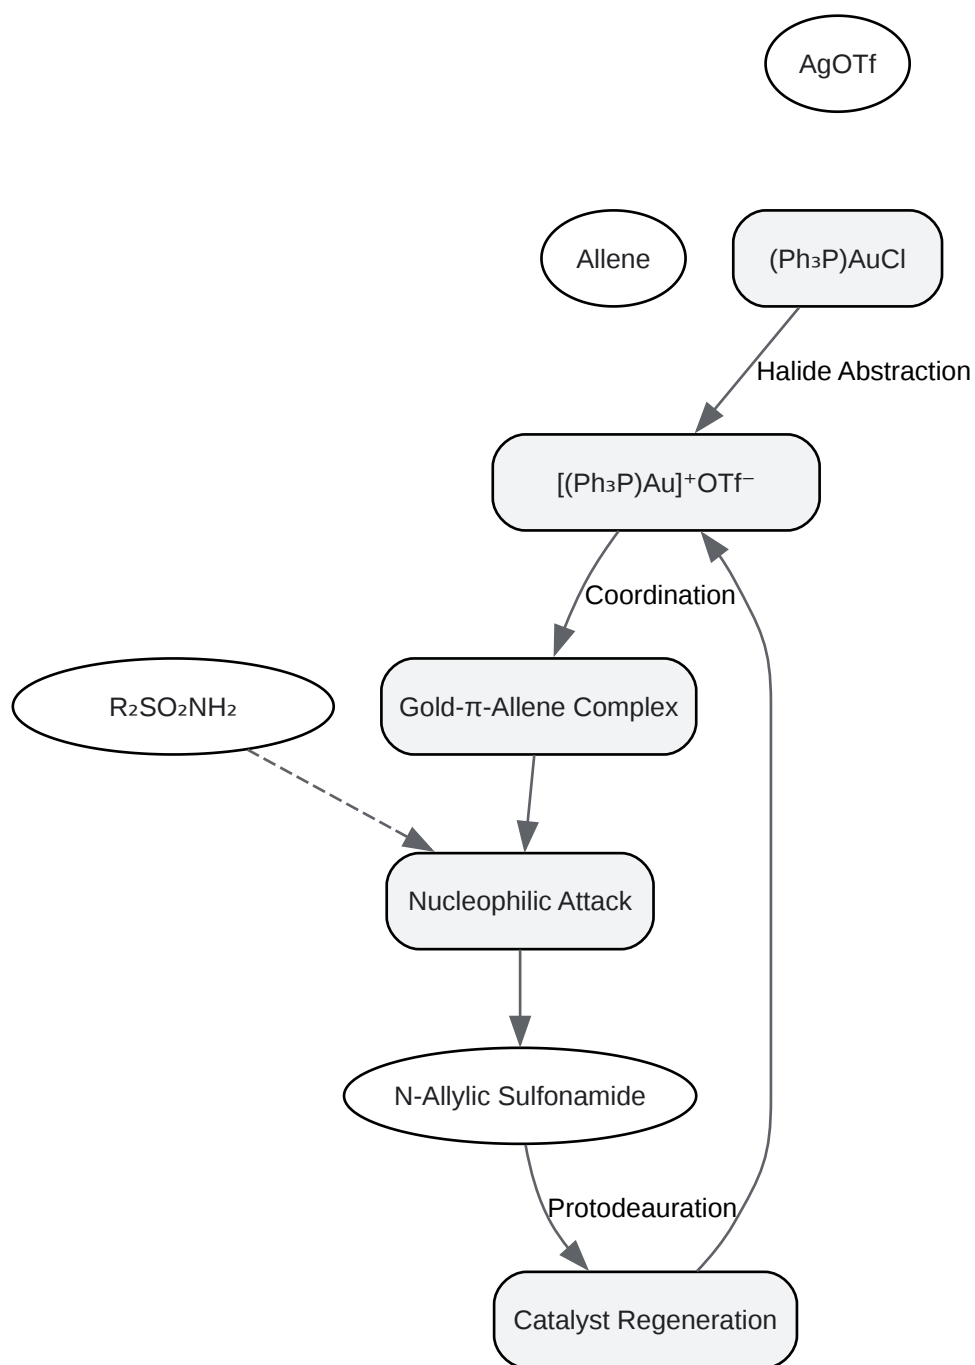 AgOTf
Allene
(Ph₃P)AuCl
Halide Abstraction
[(Ph₃P)Au]⁺OTf⁻
Coordination
R₂SO₂NH₂
Gold-π-Allene Complex
Nucleophilic Attack
N-Allylic Sulfonamide
Protodeauration
Catalyst Regeneration